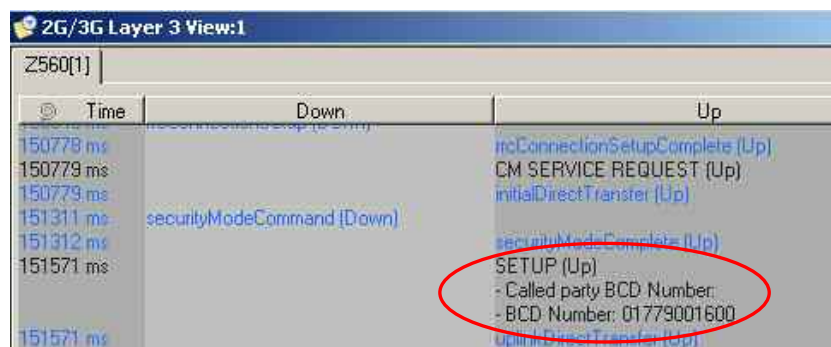 2G/3G Layer 3 View:1
Z560[1]
Time Down Up
150778 ms rrcConnectionSetupComplete (Up)
150779 ms CM SERVICE REQUEST (Up)
150779 ms initialDirectTransfer (Up)
151311 ms securityModeCommand (Down)
151312 ms securityModeComplete (Up)
151571 ms SETUP (Up)
- Called party BCD Number:
- BCD Number: 01779001600
151571 ms uplinkDirectTransfer (Up)